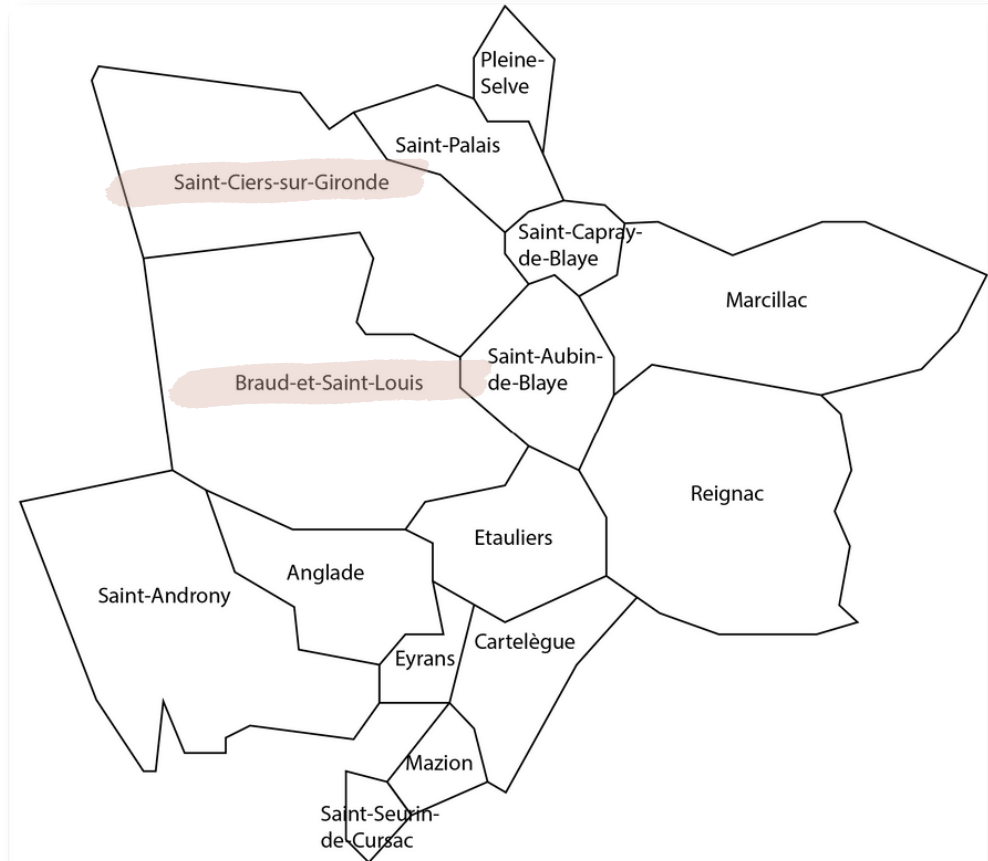 Pleine-
Selve
Saint-Palais
Saint-Ciers-sur-Gironde
Saint-Capray-
de-Blaye
Marcillac
Saint-Aubin-
de-Blaye
Braud-et-Saint-Louis
Reignac
Etauliers
Anglade
Saint-Androny
Cartelègue
Eyrans
Mazion
Saint-Seurin-
de-Cursac